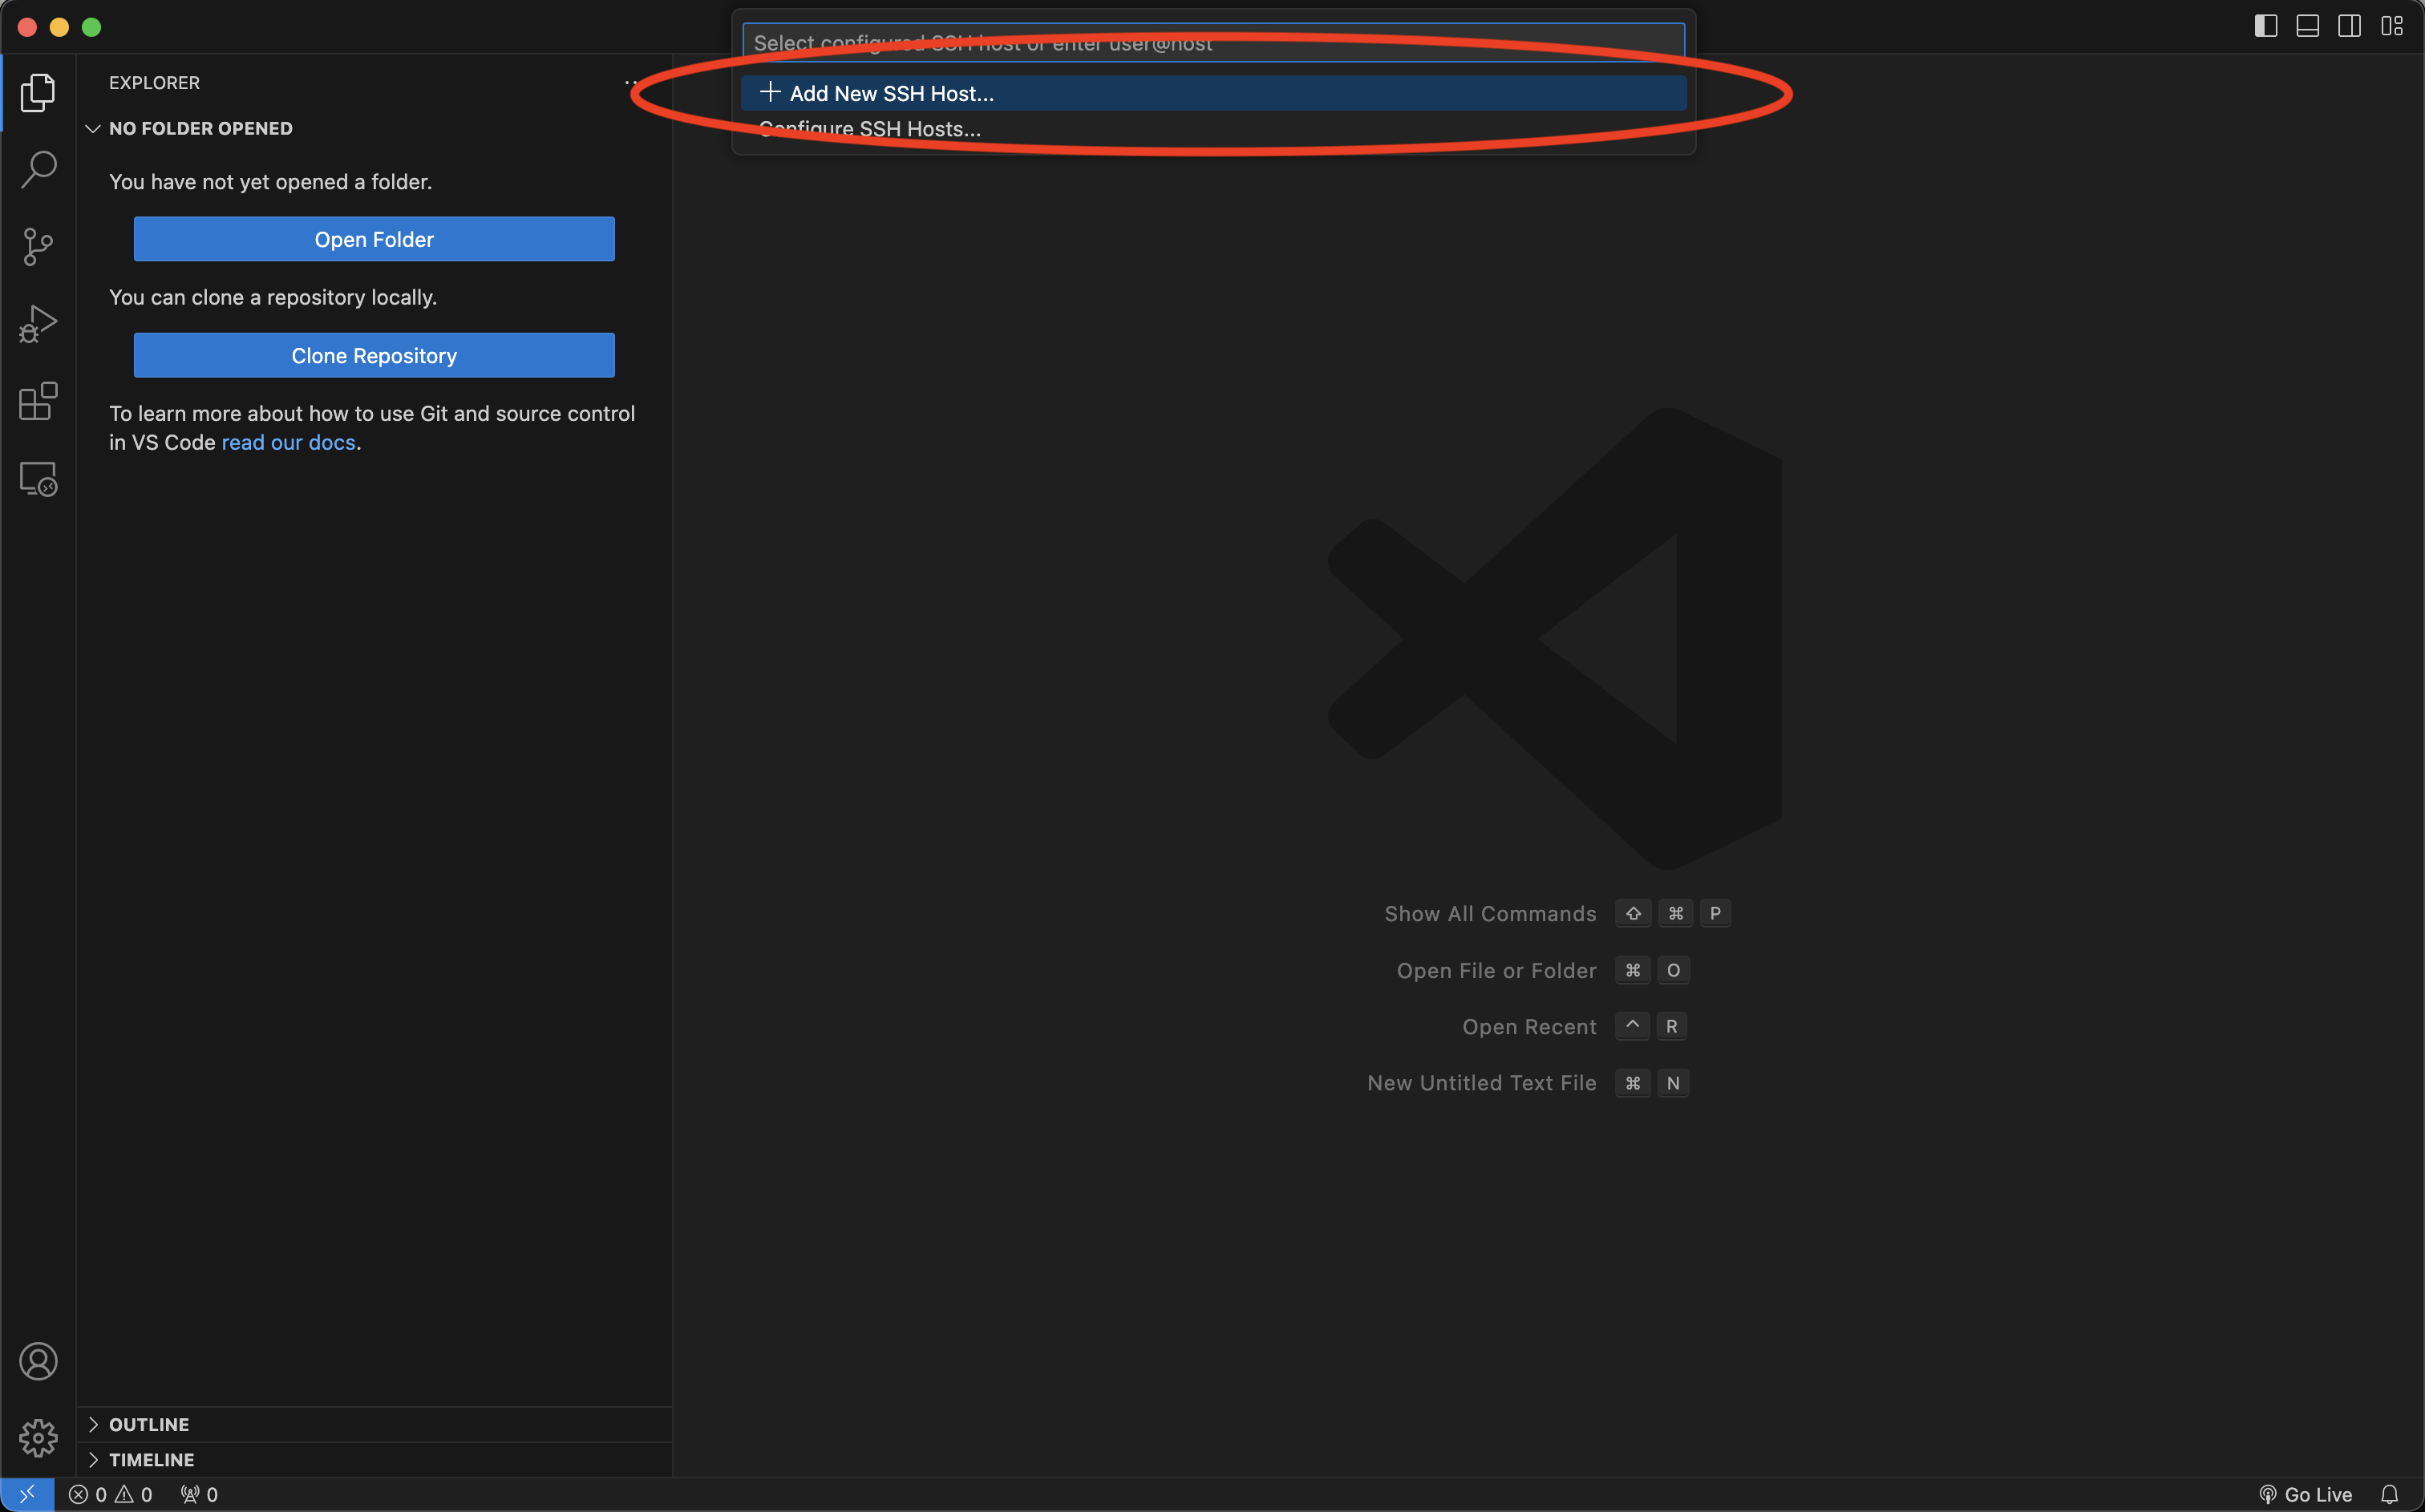 Select configured SSH host or enter user@host
Add New SSH Host...
Configure SSH Hosts...
EXPLORER
NO FOLDER OPENED
You have not yet opened a folder.
Open Folder
You can clone a repository locally.
Clone Repository
To learn more about how to use Git and source control
in VS Code read our docs.
Show All Commands ⇧ ⌘ P
Open File or Folder ⌘ O
Open Recent ^ R
New Untitled Text File ⌘ N
OUTLINE
TIMELINE
0 0 0
Go Live